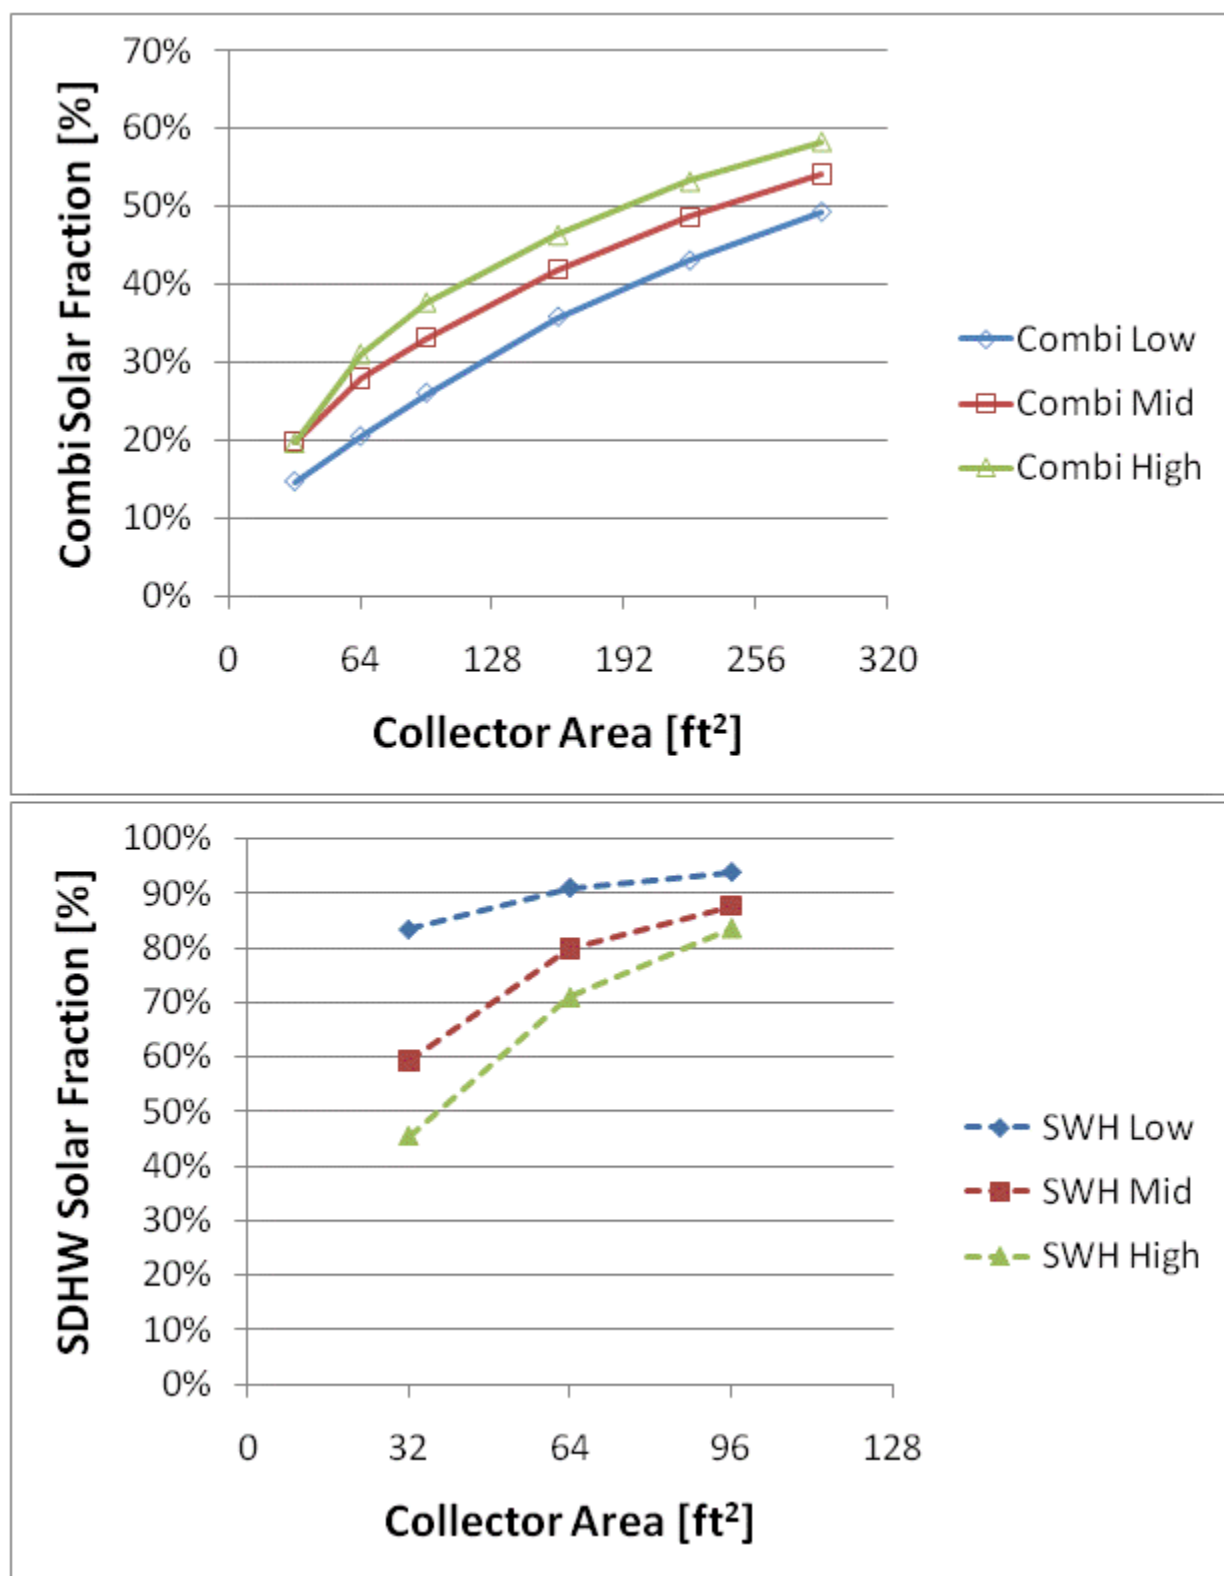 70%
60%
50%
40%
30%
20%
10%
0%
Combi Solar Fraction [%]
0 64 128 192 256 320
Collector Area [ft²]
Combi Low
Combi Mid
Combi High
100%
90%
80%
70%
60%
50%
40%
30%
20%
10%
0%
SDHW Solar Fraction [%]
0 32 64 96 128
Collector Area [ft²]
SWH Low
SWH Mid
SWH High